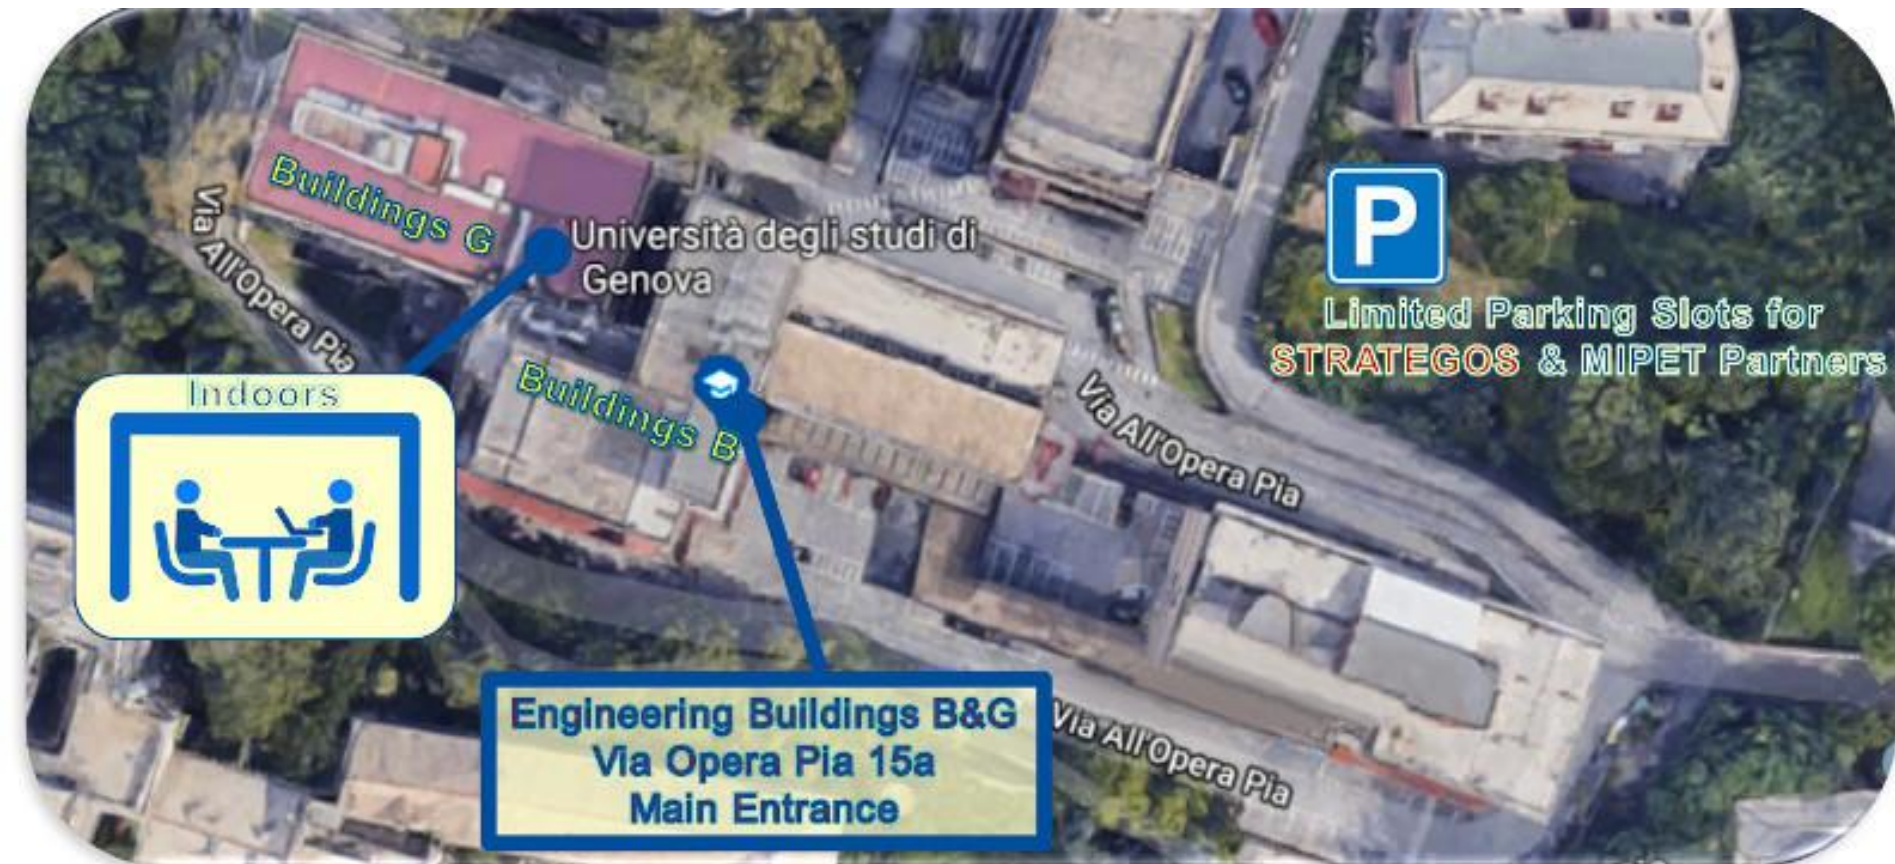 Buildings G
Via All'Opera Pia
Università degli studi di
Genova
P
Limited Parking Slots for
STRATEGOS & MIPET Partners
Indoors
Buildings B
Via All'Opera Pia
Engineering Buildings B&G
Via Opera Pia 15a
Main Entrance
Via All'Opera Pia